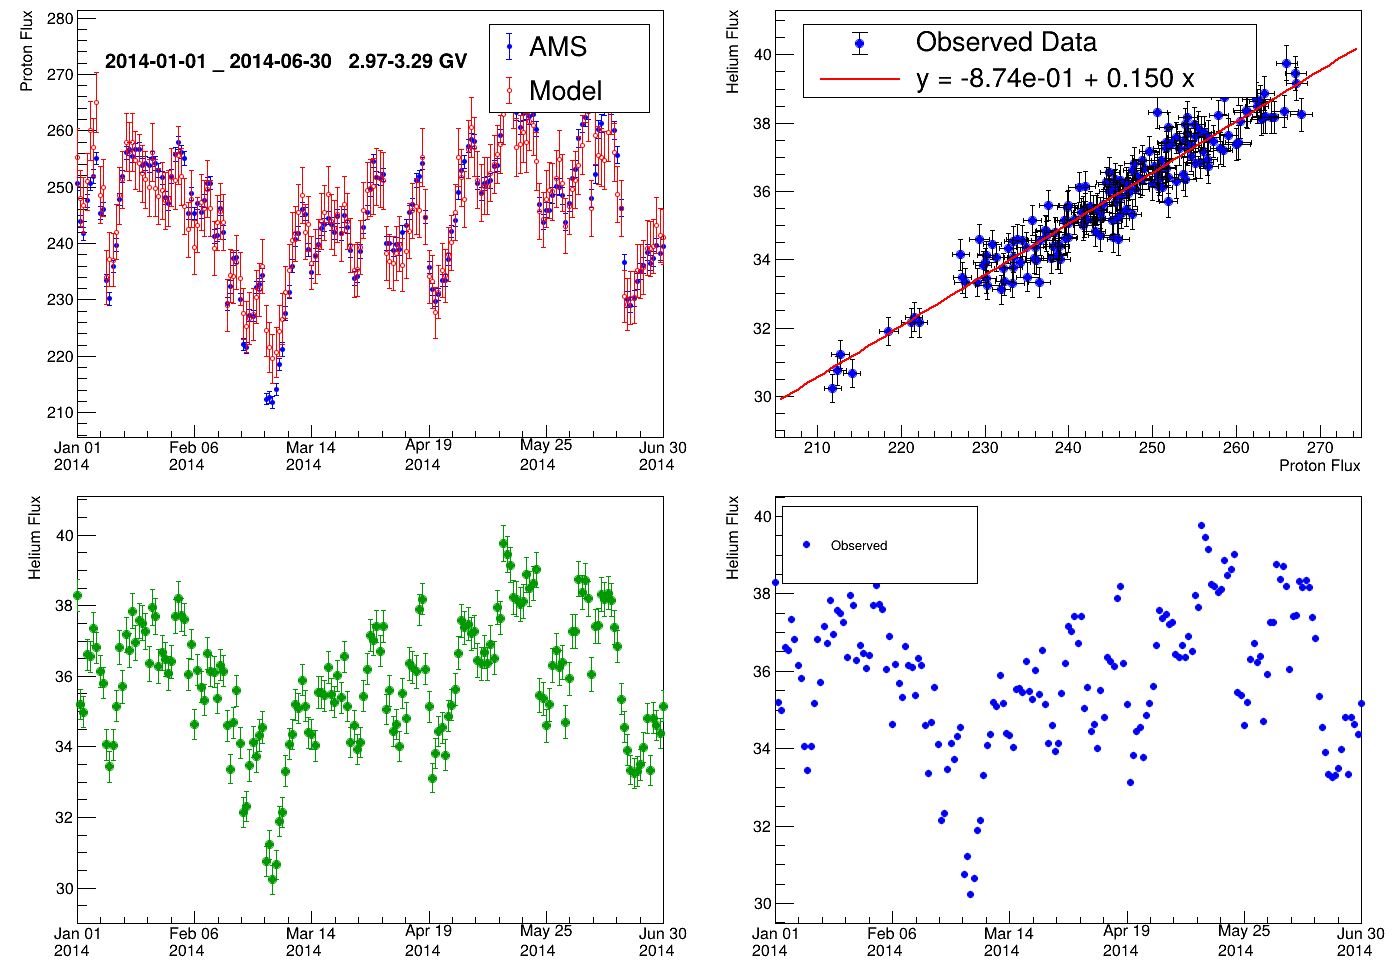 Proton Flux
280
270
260
250
240
230
220
210
2014-01-01 _ 2014-06-30   2.97-3.29 GV
AMS
Model
Jan 01
2014
Feb 06
2014
Mar 14
2014
Apr 19
2014
May 25
2014
Jun 30
2014
Helium Flux
40
38
36
34
32
30
Observed Data
y = -8.74e-01 + 0.150 x
210
220
230
240
250
260
270
Proton Flux
Helium Flux
40
38
36
34
32
30
Jan 01
2014
Feb 06
2014
Mar 14
2014
Apr 19
2014
May 25
2014
Jun 30
2014
Helium Flux
40
38
36
34
32
30
Observed
Jan 01
2014
Feb 06
2014
Mar 14
2014
Apr 19
2014
May 25
2014
Jun 30
2014